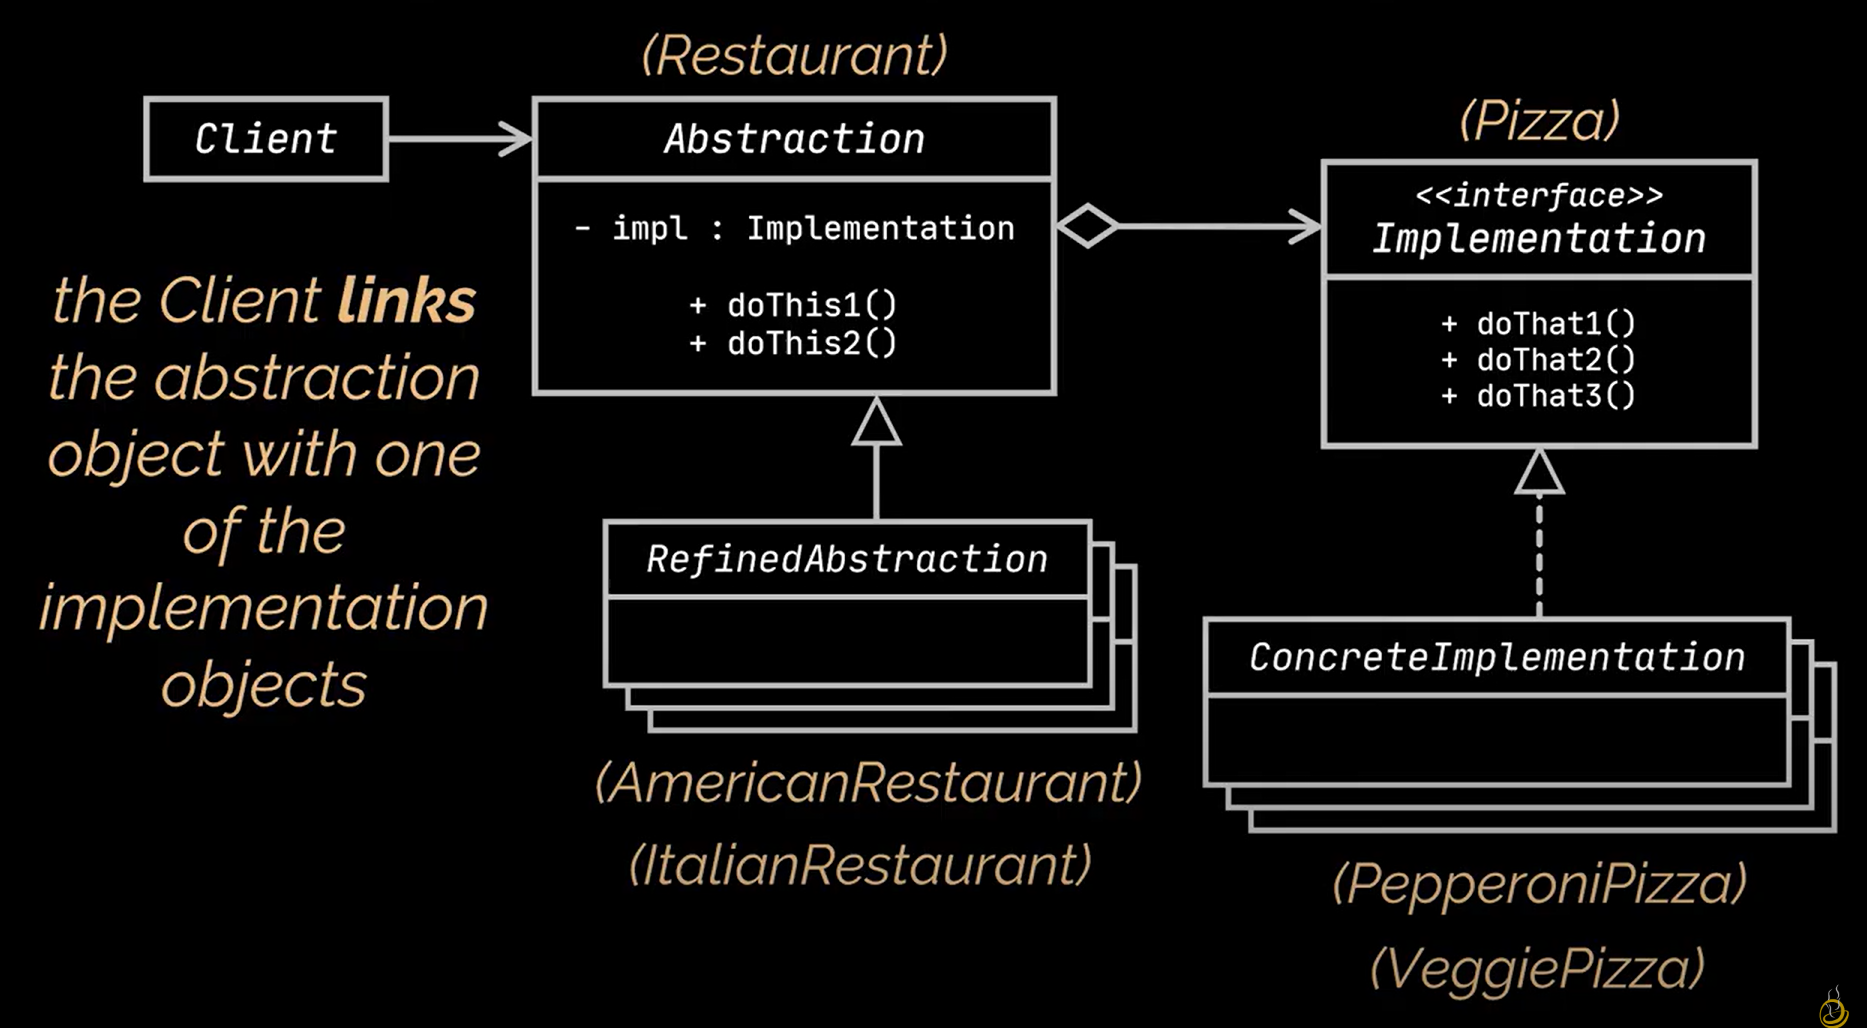 (Restaurant)
Client
Abstraction
- impl : Implementation
+ doThis1()
+ doThis2()
(Pizza)
<<interface>>
Implementation
+ doThat1()
+ doThat2()
+ doThat3()
the Client links
the abstraction
object with one
of the
implementation
objects
RefinedAbstraction
(AmericanRestaurant)
(ItalianRestaurant)
ConcreteImplementation
(PepperoniPizza)
(VeggiePizza)